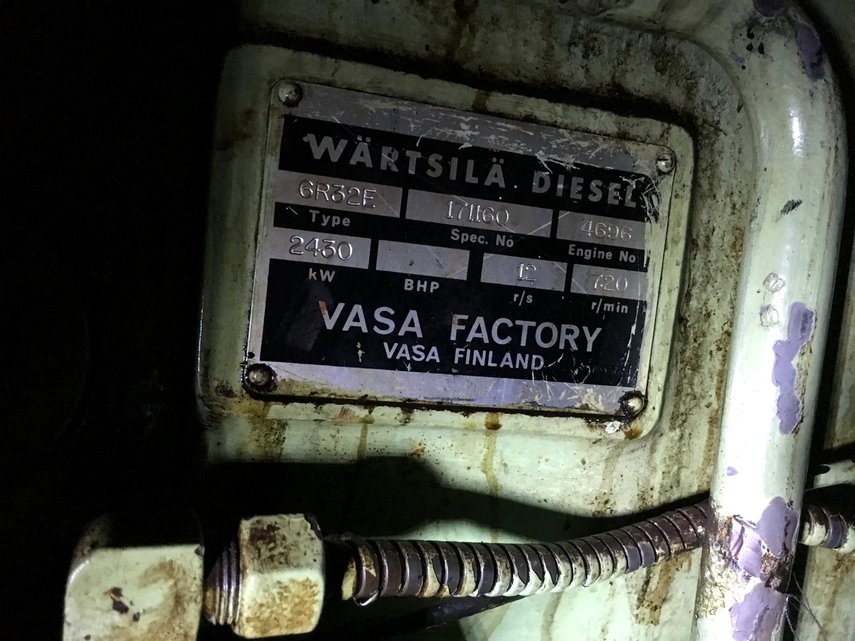 WÄRTSILÄ DIESEL
6R32E 171160 4696
Type Spec. No Engine No
2430 12 720
kW BHP r/s r/min
VASA FACTORY
VASA FINLAND